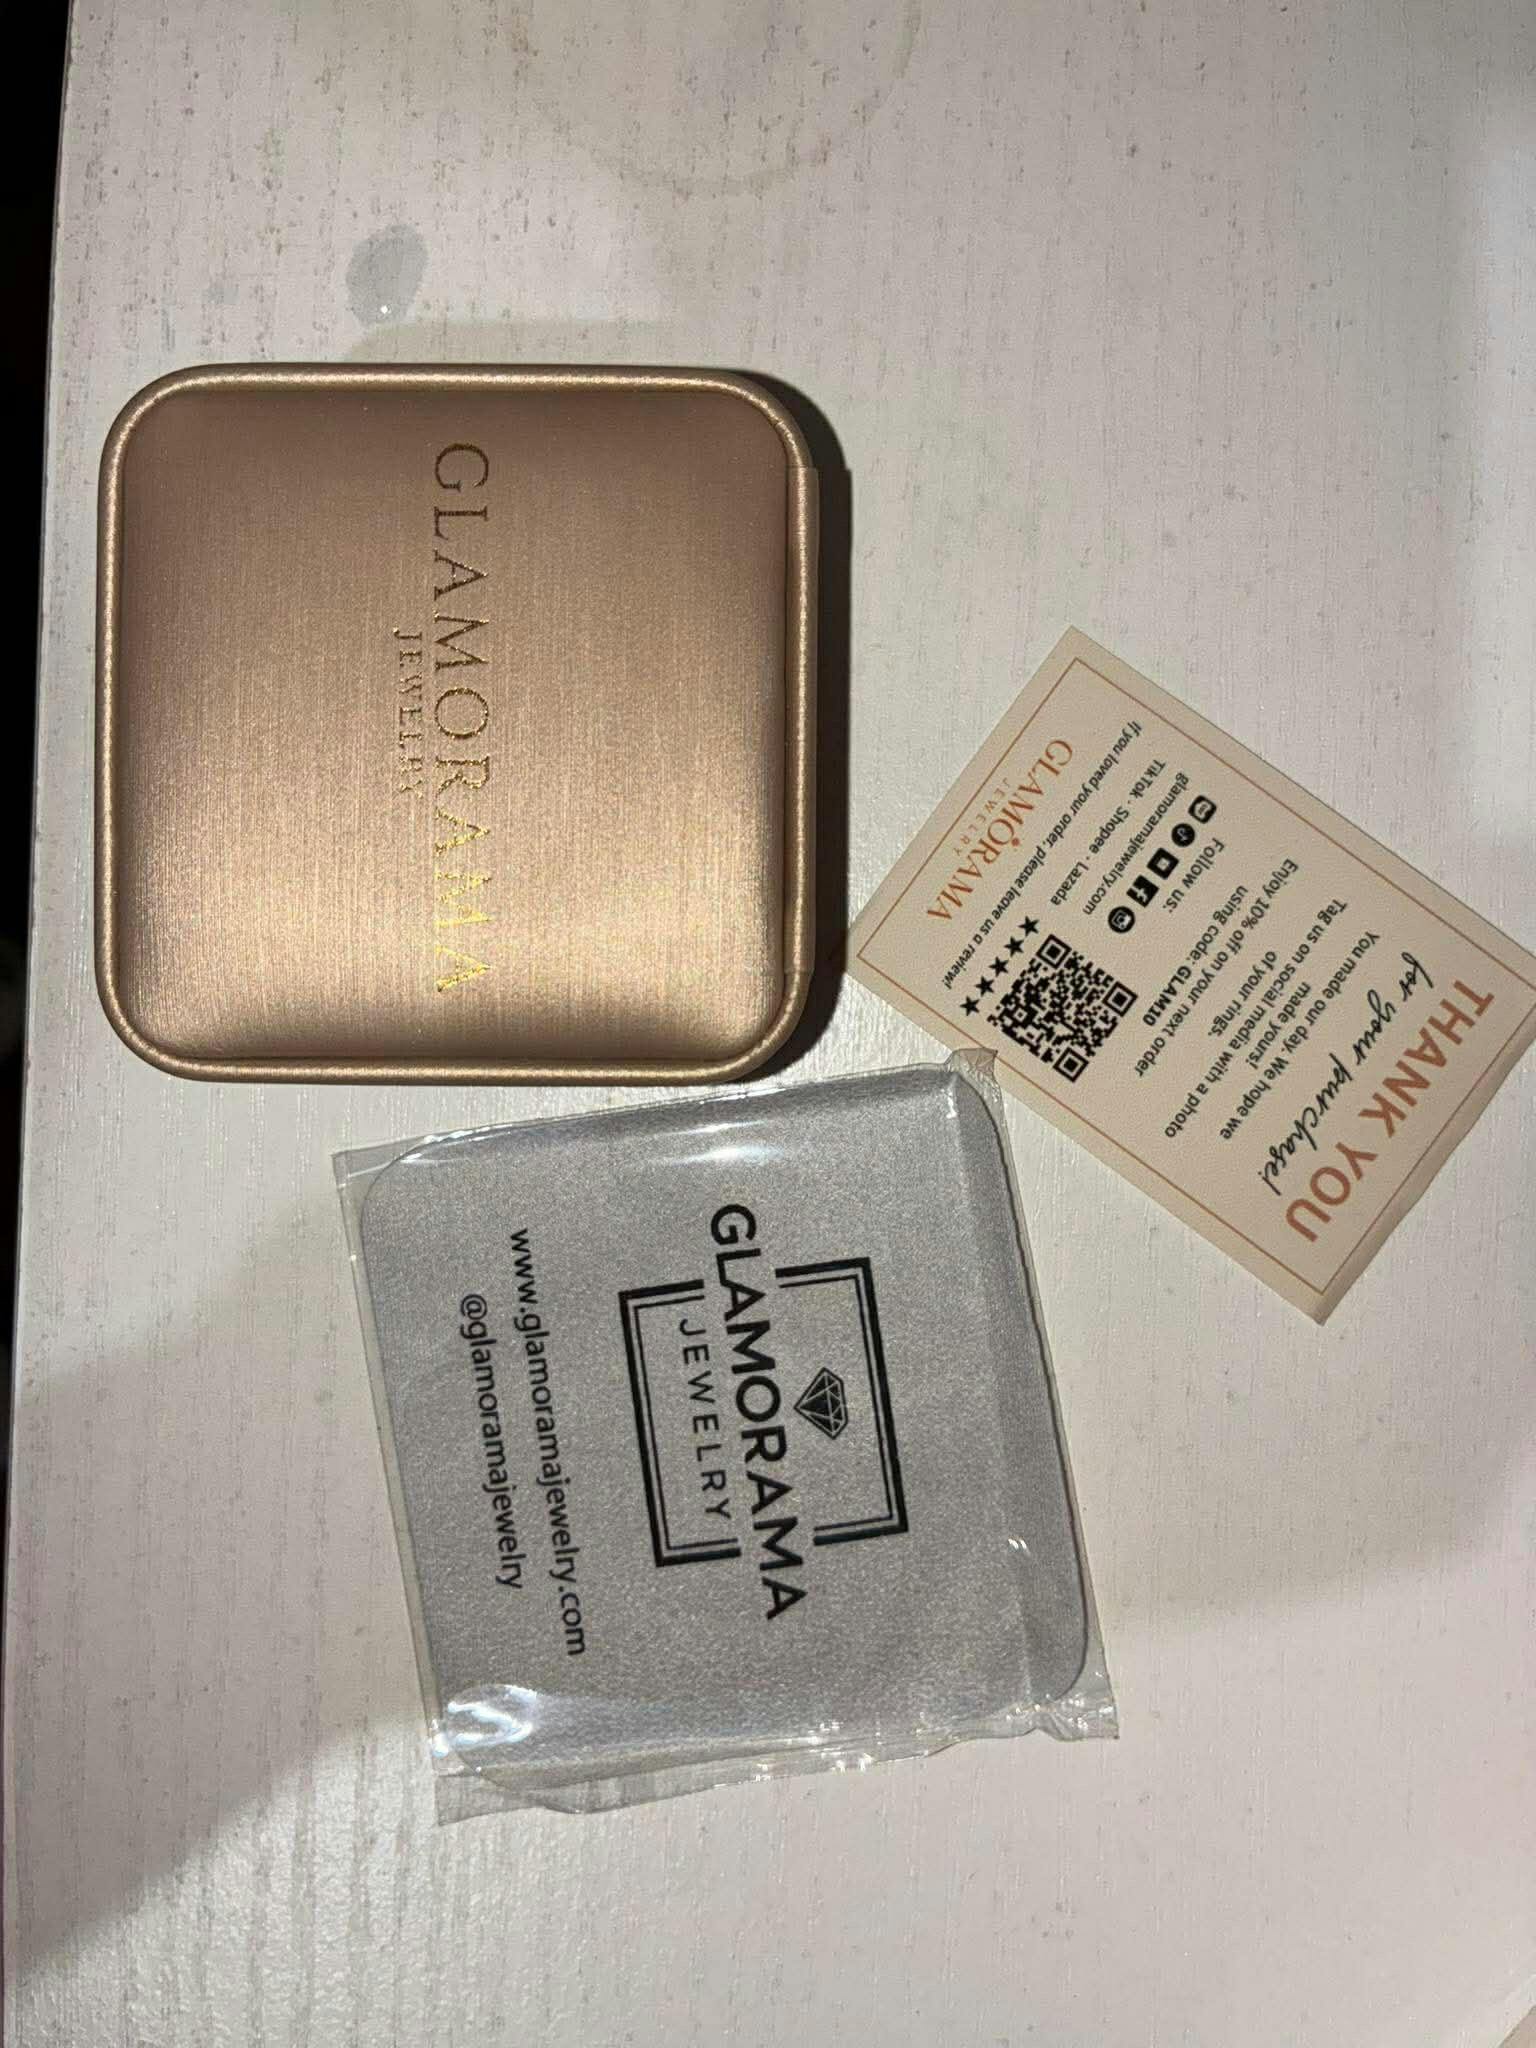 GLAMORAMA
JEWELRY
THANK YOU
for your purchase!
You made our day. We hope we
made yours!
Tag us on social media with a photo
of your rings.
Enjoy 10% off on your next order
using code: GLAM10
Follow us:
glamoramajewelry.com
TikTok - Shopee - Lazada
If you loved your order, please leave us a review!
GLAMORAMA
JEWELRY
GLAMORAMA
JEWELRY
www.glamoramajewelry.com
@glamoramajewelry